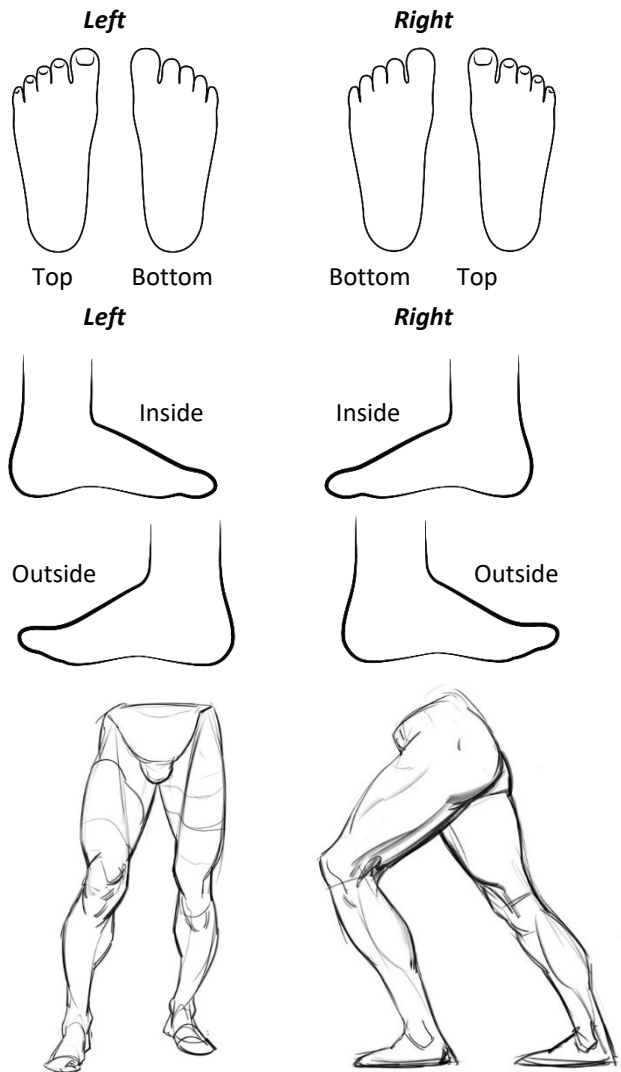 Left Right
Top Bottom Bottom Top
Left Right
Inside Inside
Outside Outside